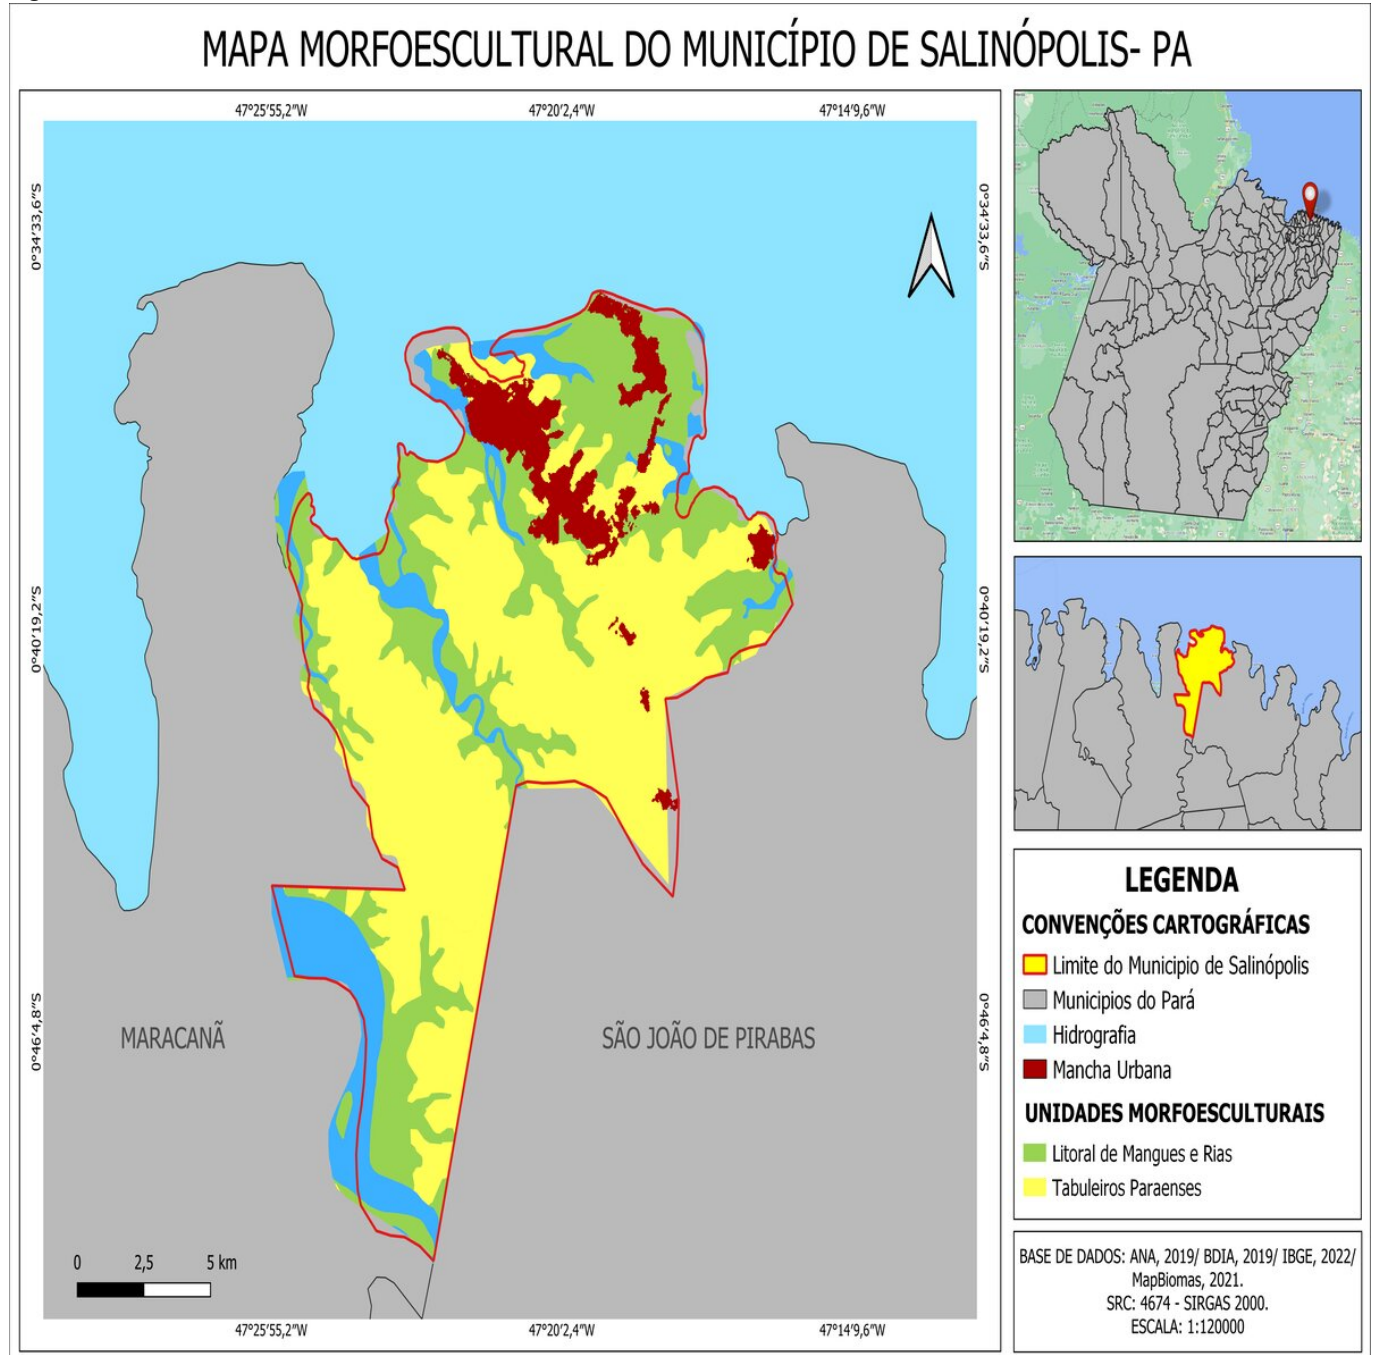 MAPA MORFOESCULTURAL DO MUNICÍPIO DE SALINÓPOLIS- PA
47°25'55,2"W
47°20'2,4"W
47°14'9,6"W
0°34'33,6"S
0°34'33,6"S
0°40'19,2"S
0°40'19,2"S
0°46'4,8"S
0°46'4,8"S
MARACANÃ
SÃO JOÃO DE PIRABAS
0 2,5 5 km
47°25'55,2"W
47°20'2,4"W
47°14'9,6"W
LEGENDA
CONVENÇÕES CARTOGRÁFICAS
Limite do Municipio de Salinópolis
Municipios do Pará
Hidrografia
Mancha Urbana
UNIDADES MORFOESCULTURAIS
Litoral de Mangues e Rias
Tabuleiros Paraenses
BASE DE DADOS: ANA, 2019/ BDIA, 2019/ IBGE, 2022/
MapBiomas, 2021.
SRC: 4674 - SIRGAS 2000.
ESCALA: 1:120000